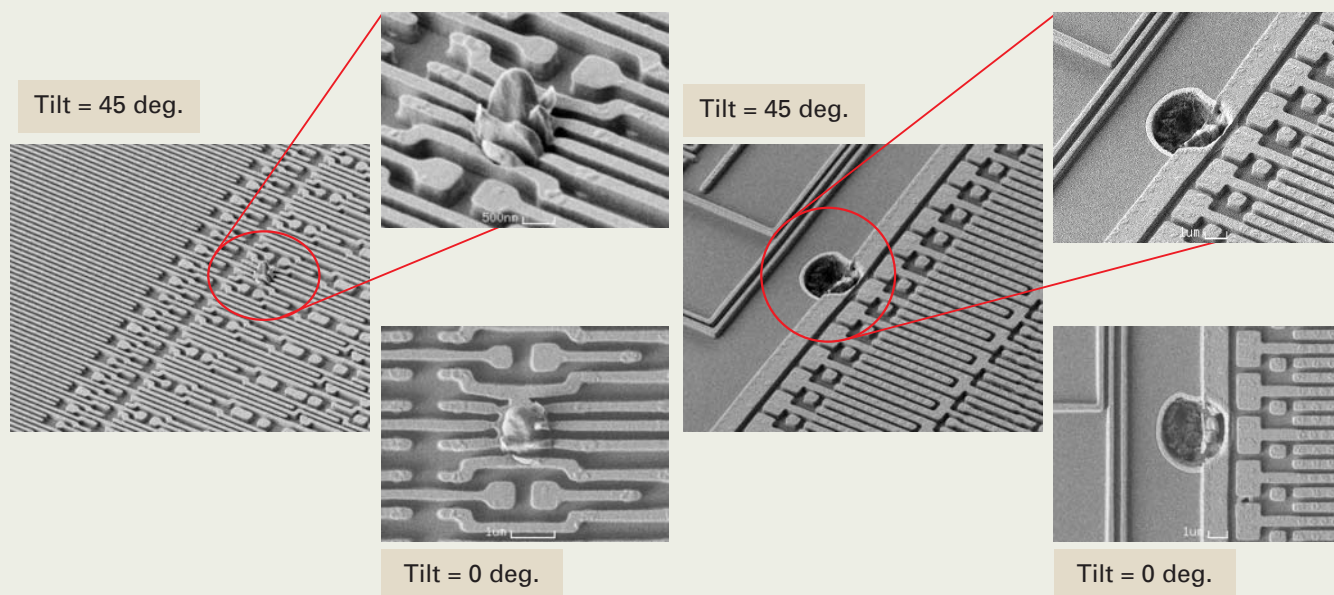 Tilt = 45 deg.
500nm
1um
Tilt = 0 deg.
Tilt = 45 deg.
1um
1um
Tilt = 0 deg.